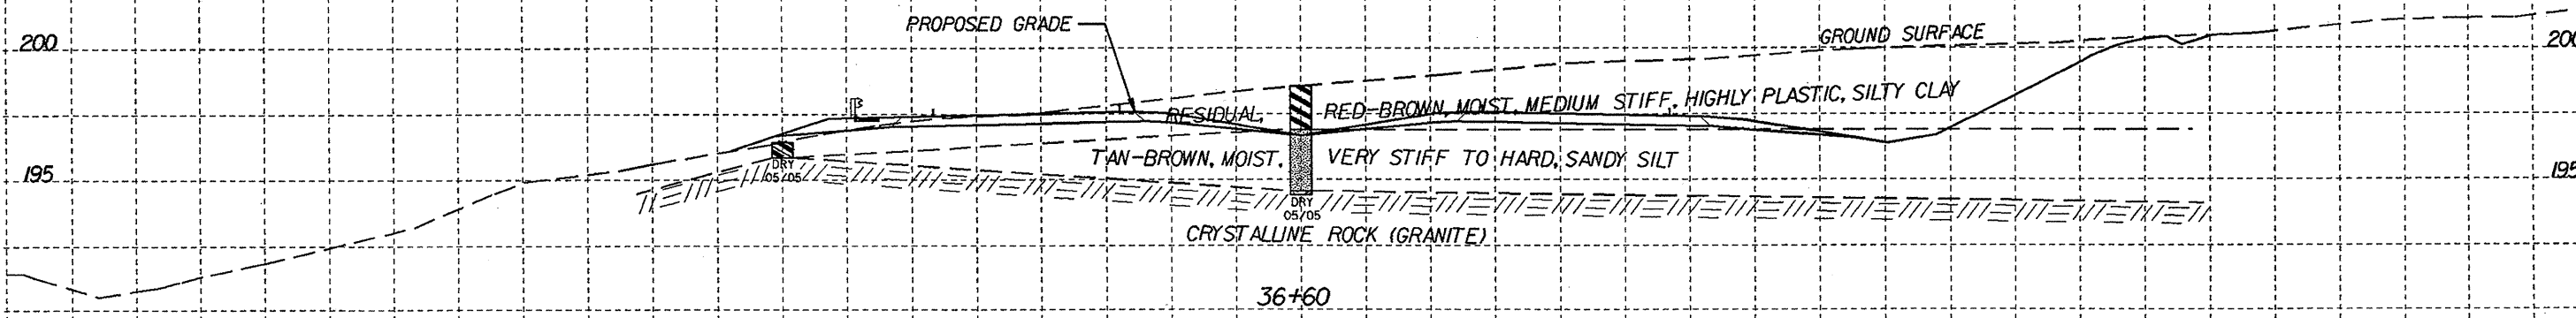 PROPOSED GRADE
GROUND SURFACE
200
200
RESIDUAL, RED-BROWN, MOIST, MEDIUM STIFF, HIGHLY PLASTIC, SILTY CLAY
TAN-BROWN, MOIST, VERY STIFF TO HARD, SANDY SILT
DRY
05/05
195
195
DRY
05/05
CRYSTALLINE ROCK (GRANITE)
36+60